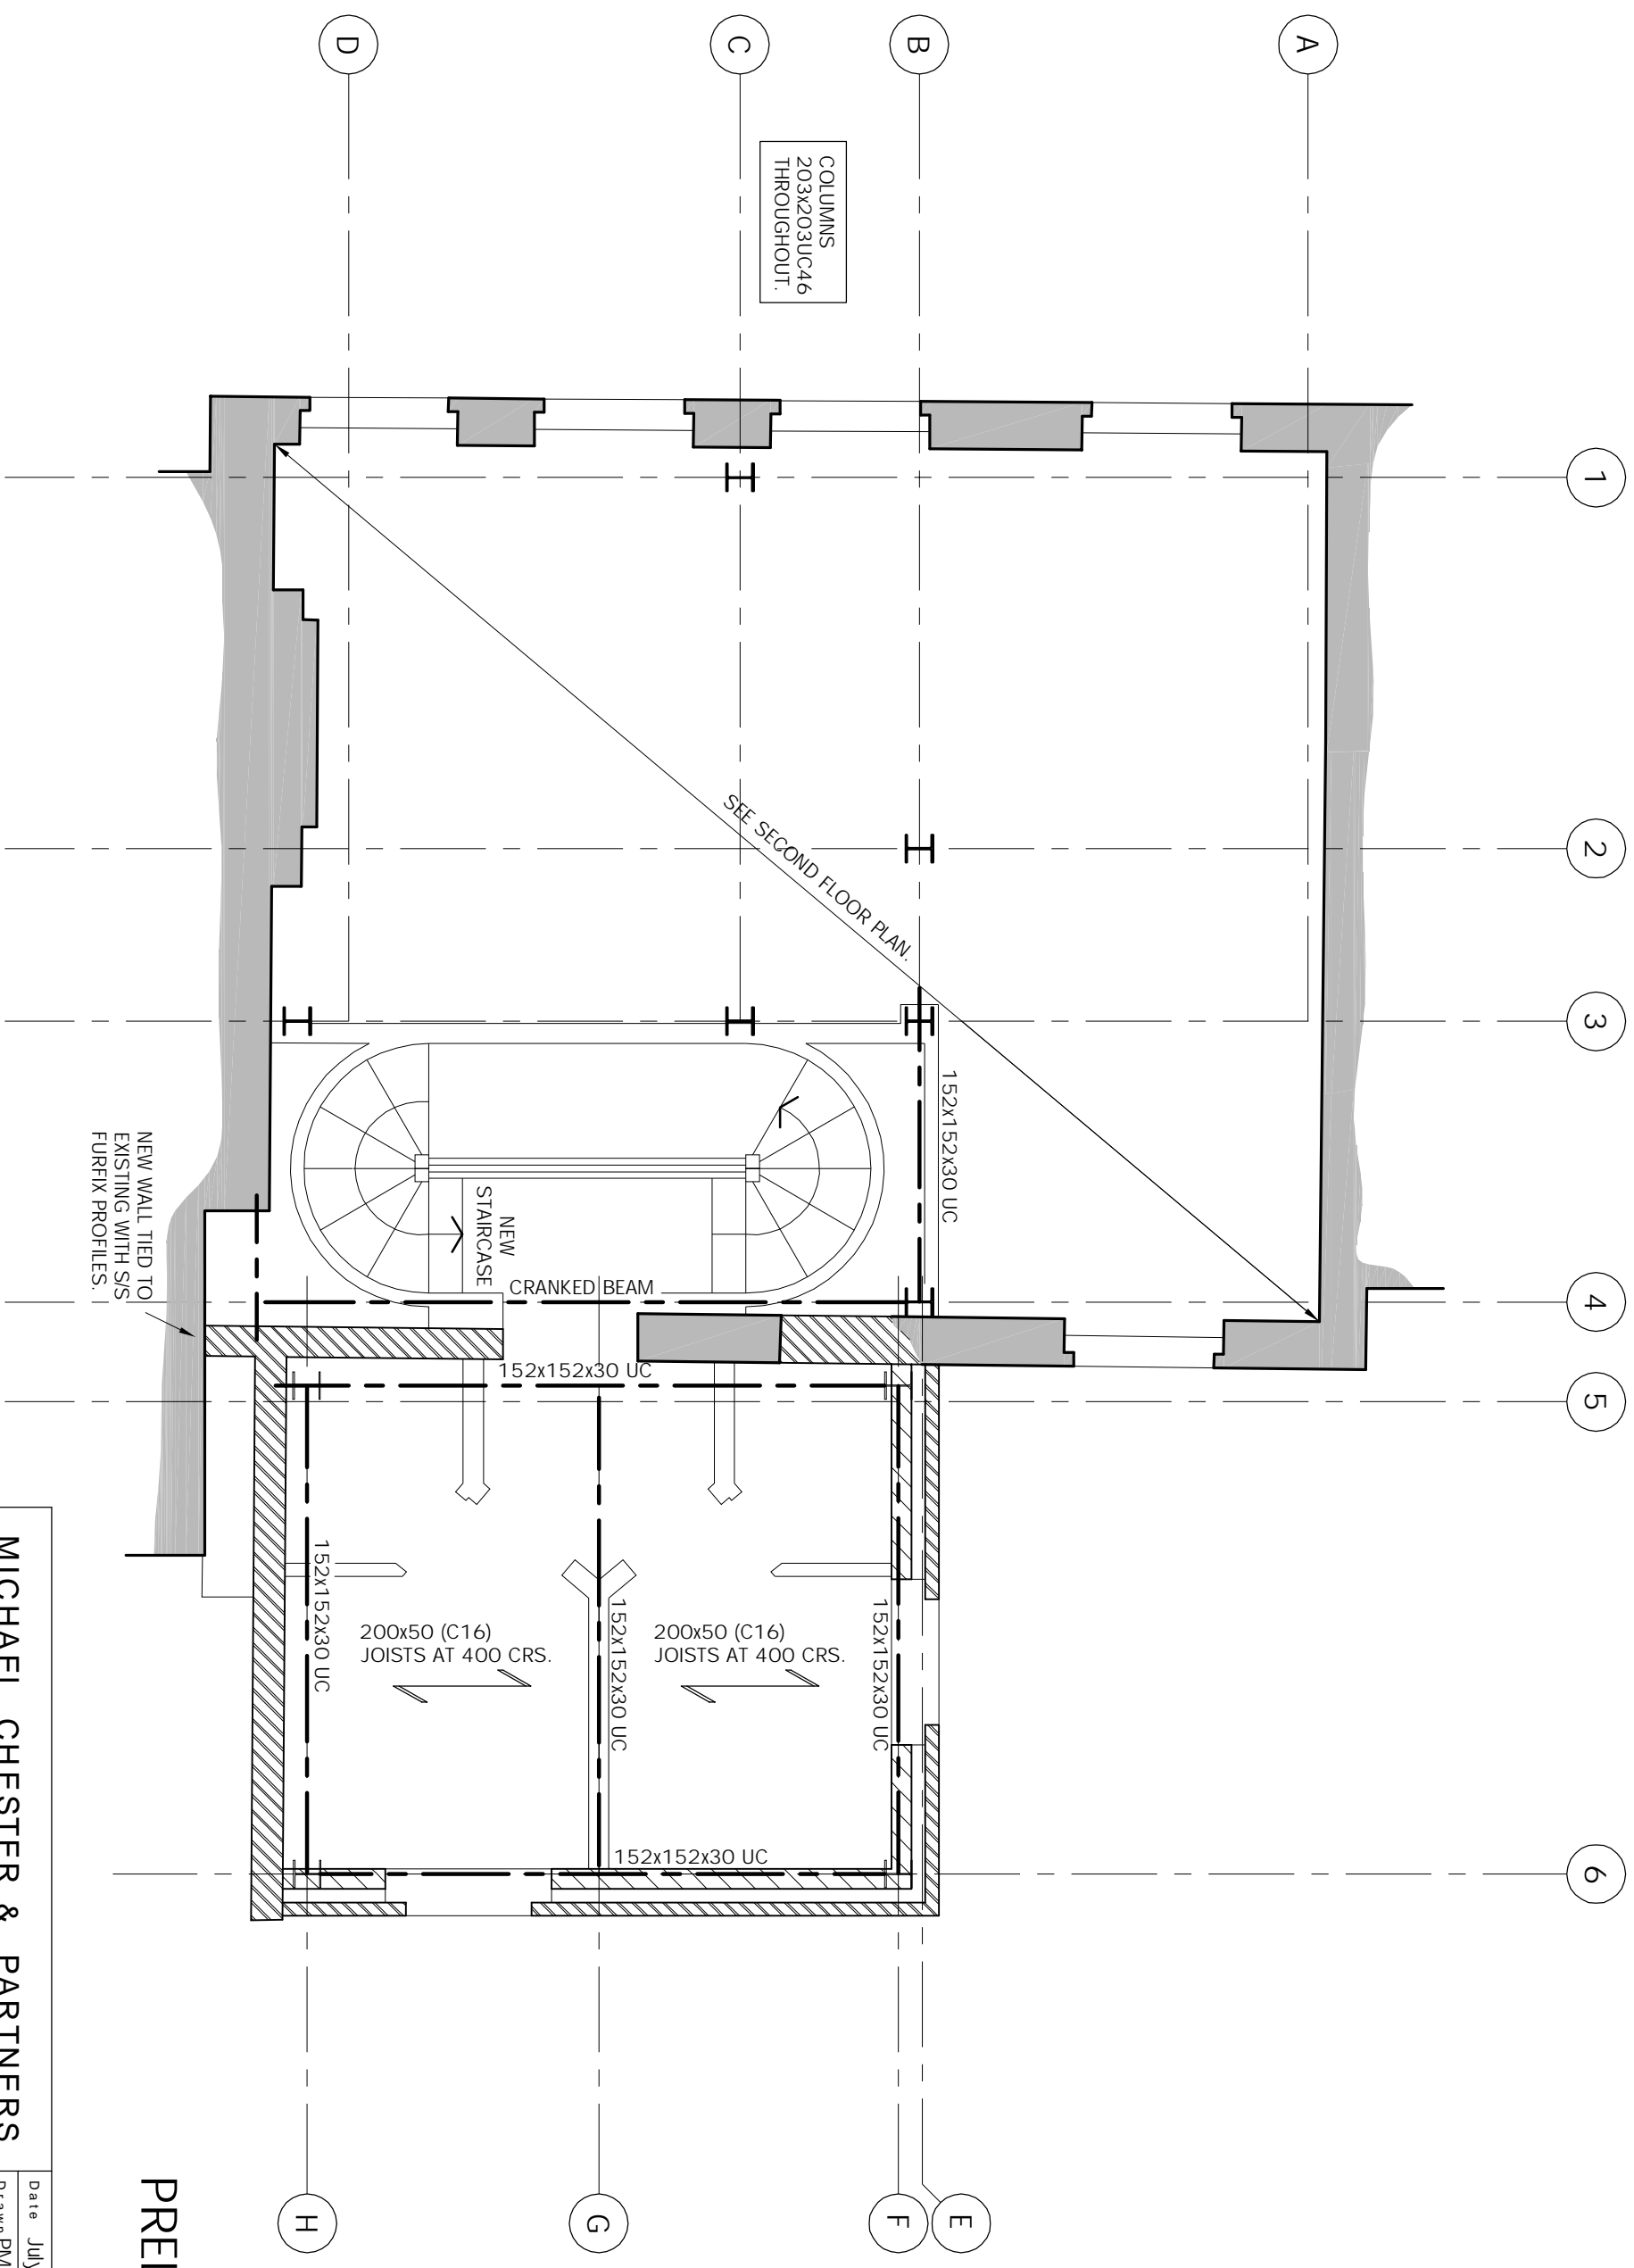 D
C
B
A
COLUMNS
203x203UC46
THROUGHOUT.
1
2
3
4
5
6
SEE SECOND FLOOR PLAN.
152x152x30 UC
NEW
STAIRCASE
CRANKED BEAM
NEW WALL TIED TO
EXISTING WITH S/S
FURFIX PROFILES.
152x152x30 UC
152x152x30 UC
200x50 (C16)
JOISTS AT 400 CRS.
152x152x30 UC
200x50 (C16)
JOISTS AT 400 CRS.
152x152x30 UC
152x152x30 UC
H
G
F
E
MICHAEL CHESTER & PARTNERS
Date July
Drawn PM